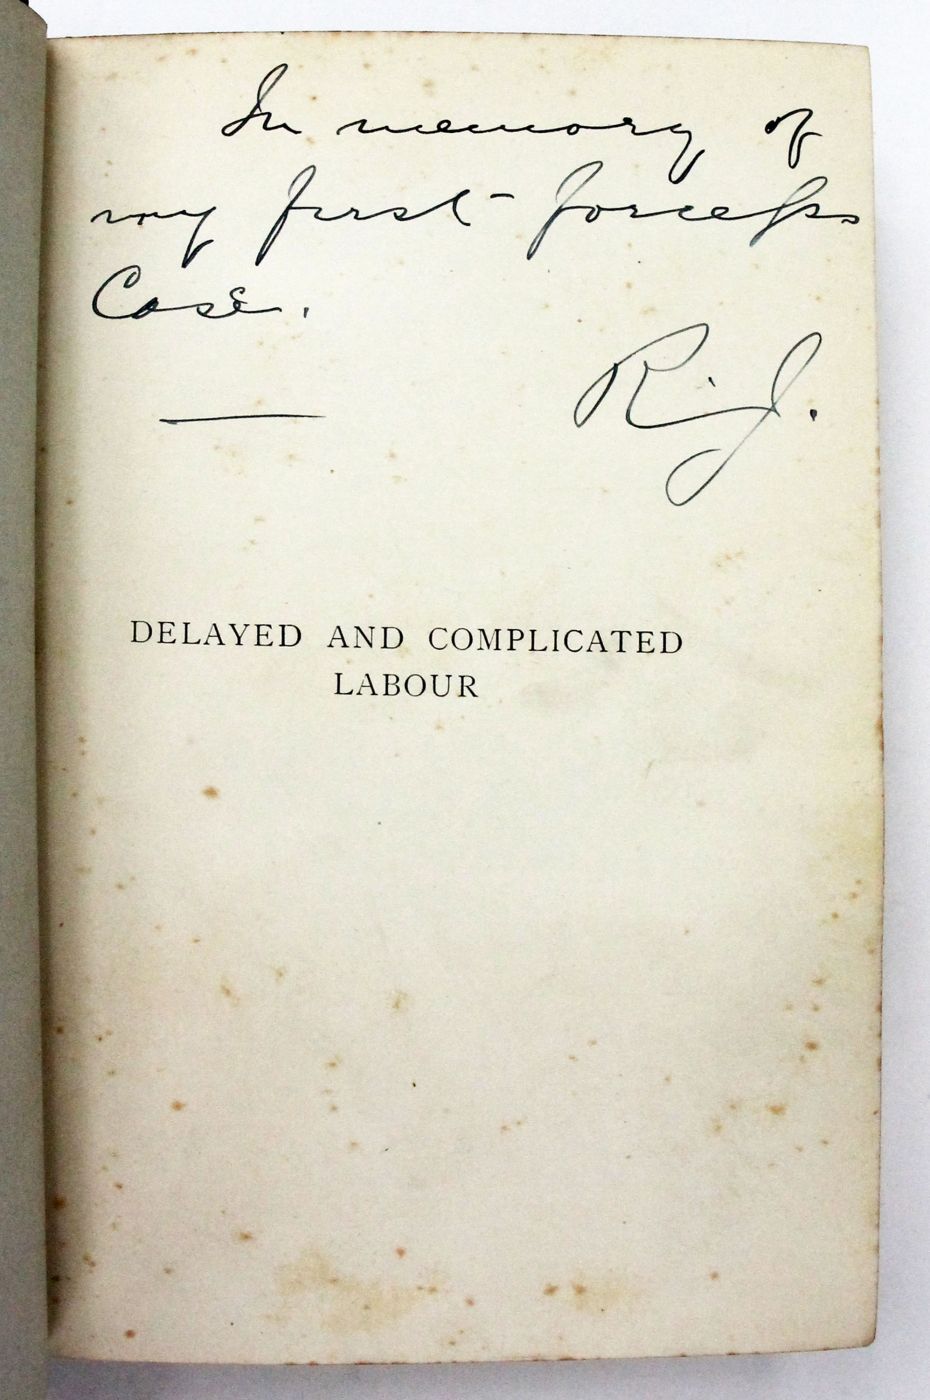 In memory of
my first forceps
Case.
R. J.
DELAYED AND COMPLICATED
LABOUR